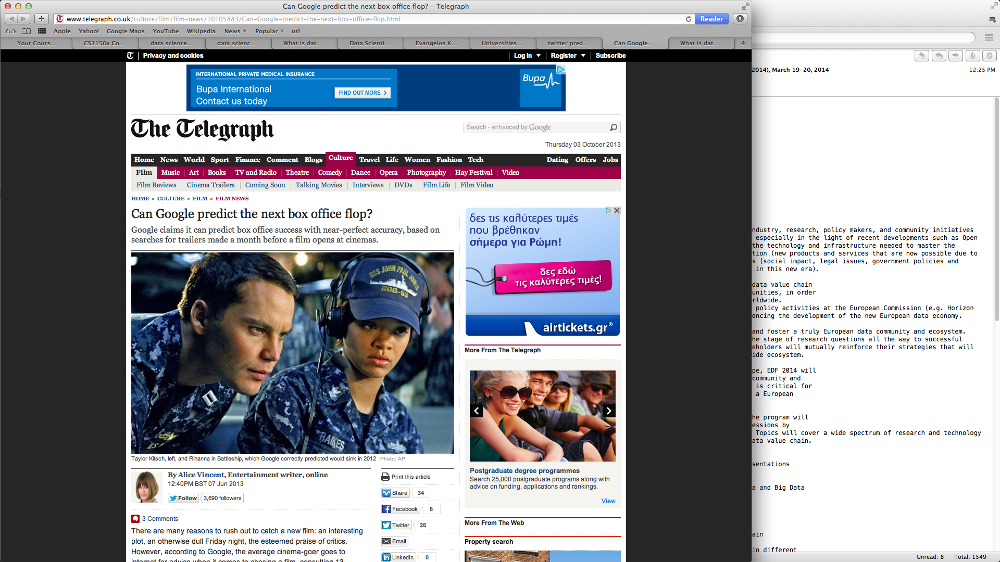 Can Google predict the next box office flop? – Telegraph
www.telegraph.co.uk/culture/film/film-news/10105883/Can-Google-predict-the-next-box-office-flop.html
Reader
Apple Yahoo! Google Maps YouTube Wikipedia News Popular url
Your Cours... CS1156x Co... data science... data scienc... What is dat... Data Scienti... Evangelos K... Universities... twitter pred... Can Google... What is dat...
Privacy and cookies
Log in Register Subscribe
INTERNATIONAL PRIVATE MEDICAL INSURANCE
Bupa International
Contact us today
FIND OUT MORE
Bupa
The Telegraph
Search - enhanced by Google
Thursday 03 October 2013
Home News World Sport Finance Comment Blogs Culture Travel Life Women Fashion Tech Dating Offers Jobs
Film Music Art Books TV and Radio Theatre Comedy Dance Opera Photography Hay Festival Video
Film Reviews Cinema Trailers Coming Soon Talking Movies Interviews DVDs Film Life Film Video
HOME » CULTURE » FILM » FILM NEWS
Can Google predict the next box office flop?
Google claims it can predict box office success with near-perfect accuracy, based on
searches for trailers made a month before a film opens at cinemas.
USS JOHN PAUL JONES
DDG-53
RAIKES
Taylor Kitsch, left, and Rihanna in Battleship, which Google correctly predicted would sink in 2012 Photo: AP
By Alice Vincent, Entertainment writer, online
12:40PM BST 07 Jun 2013
Follow 3,690 followers
3 Comments
There are many reasons to rush out to catch a new film: an interesting
plot, an otherwise dull Friday night, the esteemed praise of critics.
However, according to Google, the average cinema-goer goes to
internet for advice when it comes to chosing a film, consulting 13
Print this article
Share 34
Facebook 8
Twitter 26
Email
LinkedIn 0
δες τις καλύτερες τιμές
που βρέθηκαν
σήμερα για Ρώμη!
δες εδώ
τις καλύτερες τιμές!
airtickets.gr®
More From The Telegraph
Postgraduate degree programmes
Search 25,000 postgraduate programs along with
advice on funding, applications and rankings.
View
More From The Web
Property search
2014), March 19-20, 2014
12:25 PM
ndustry, research, policy makers, and community initiatives
especially in the light of recent developments such as Open
the technology and infrastructure needed to master the
tion (new products and services that are now possible due to
s (social impact, legal issues, government policies and
in this new era).
data value chain
unities, in order
rldwide.
policy activities at the European Commission (e.g. Horizon
encing the development of the new European data economy.
and foster a truly European data community and ecosystem.
he stage of research questions all the way to successful
eholders will mutually reinforce their strategies that will
ide ecosystem.
pe, EDF 2014 will
community and
is critical for
a European
he program will
essions by
Topics will cover a wide spectrum of research and technology
ata value chain.
sentations
a and Big Data
ain
in different
Unread: 8 Total: 1549